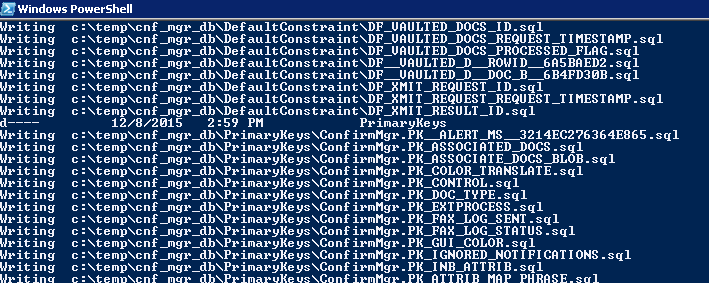 Windows PowerShell
Writing c:\temp\cnf_mgr_db\DefaultConstraint\DF_VAULTED_DOCS_ID.sql
Writing c:\temp\cnf_mgr_db\DefaultConstraint\DF_VAULTED_DOCS_REQUEST_TIMESTAMP.sql
Writing c:\temp\cnf_mgr_db\DefaultConstraint\DF_VAULTED_DOCS_PROCESSED_FLAG.sql
Writing c:\temp\cnf_mgr_db\DefaultConstraint\DF__VAULTED_D__ROWID__6A5BAED2.sql
Writing c:\temp\cnf_mgr_db\DefaultConstraint\DF__VAULTED_D__DOC_B__6B4FD30B.sql
Writing c:\temp\cnf_mgr_db\DefaultConstraint\DF_XMIT_REQUEST_ID.sql
Writing c:\temp\cnf_mgr_db\DefaultConstraint\DF_XMIT_REQUEST_TIMESTAMP.sql
Writing c:\temp\cnf_mgr_db\DefaultConstraint\DF_XMIT_RESULT_ID.sql
d---- 12/8/2015 2:59 PM PrimaryKeys
Writing c:\temp\cnf_mgr_db\PrimaryKeys\ConfirmMgr.PK__ALERT_MS__3214EC276364E865.sql
Writing c:\temp\cnf_mgr_db\PrimaryKeys\ConfirmMgr.PK_ASSOCIATED_DOCS.sql
Writing c:\temp\cnf_mgr_db\PrimaryKeys\ConfirmMgr.PK_ASSOCIATE_DOCS_BLOB.sql
Writing c:\temp\cnf_mgr_db\PrimaryKeys\ConfirmMgr.PK_COLOR_TRANSLATE.sql
Writing c:\temp\cnf_mgr_db\PrimaryKeys\ConfirmMgr.PK_CONTROL.sql
Writing c:\temp\cnf_mgr_db\PrimaryKeys\ConfirmMgr.PK_DOC_TYPE.sql
Writing c:\temp\cnf_mgr_db\PrimaryKeys\ConfirmMgr.PK_EXTPROCESS.sql
Writing c:\temp\cnf_mgr_db\PrimaryKeys\ConfirmMgr.PK_FAX_LOG_SENT.sql
Writing c:\temp\cnf_mgr_db\PrimaryKeys\ConfirmMgr.PK_FAX_LOG_STATUS.sql
Writing c:\temp\cnf_mgr_db\PrimaryKeys\ConfirmMgr.PK_GUI_COLOR.sql
Writing c:\temp\cnf_mgr_db\PrimaryKeys\ConfirmMgr.PK_IGNORED_NOTIFICATIONS.sql
Writing c:\temp\cnf_mgr_db\PrimaryKeys\ConfirmMgr.PK_INB_ATTRIB.sql
Writing c:\temp\cnf_mgr_db\PrimaryKeys\ConfirmMgr.PK_ATTRIB_MAP_PHRASE.sql